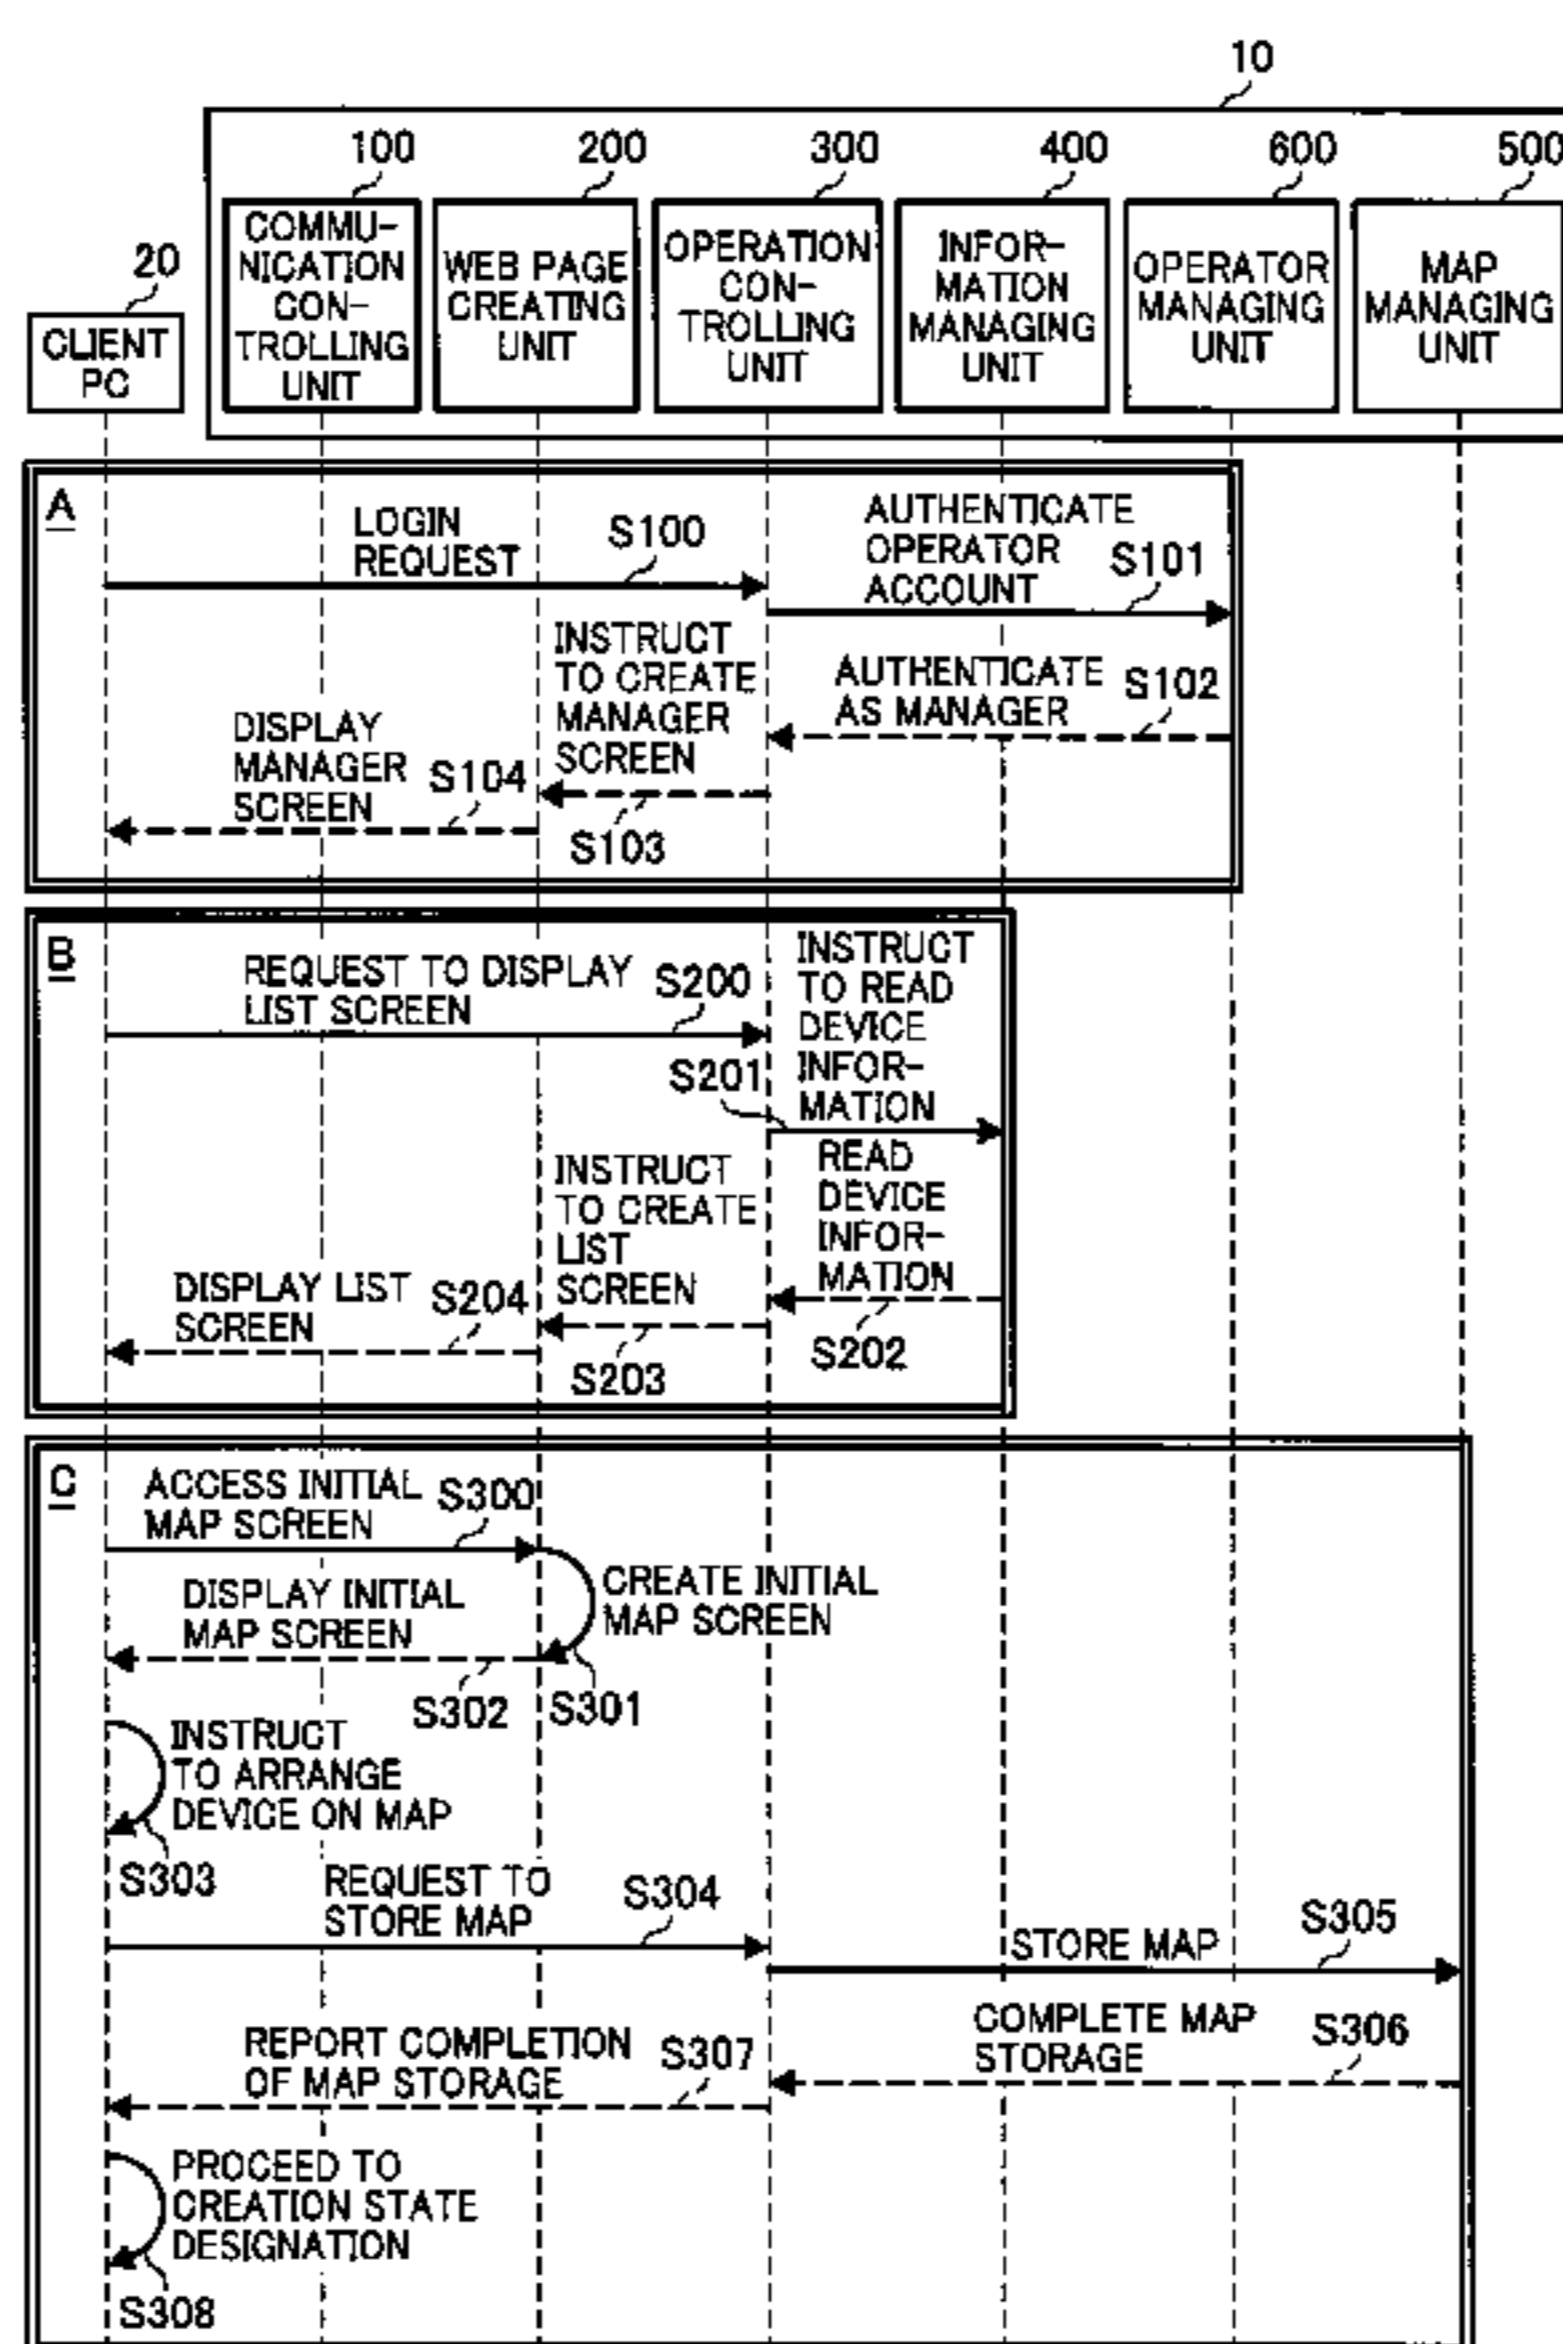 10
100
200
300
400
600
500
20
CLIENT
PC
COMMU-
NICATION
CON-
TROLLING
UNIT
WEB PAGE
CREATING
UNIT
OPERATION
CON-
TROLLING
UNIT
INFOR-
MATION
MANAGING
UNIT
OPERATOR
MANAGING
UNIT
MAP
MANAGING
UNIT
A
LOGIN
REQUEST
S100
AUTHENTICATE
OPERATOR
ACCOUNT
S101
AUTHENTICATE
AS MANAGER
S102
INSTRUCT
TO CREATE
MANAGER
SCREEN
S103
DISPLAY
MANAGER
SCREEN
S104
B
REQUEST TO DISPLAY
LIST SCREEN
S200
INSTRUCT
TO READ
DEVICE
INFOR-
MATION
S201
READ
DEVICE
INFOR-
MATION
S202
INSTRUCT
TO CREATE
LIST
SCREEN
S203
DISPLAY LIST
SCREEN
S204
C
ACCESS INITIAL
MAP SCREEN
S300
CREATE INITIAL
MAP SCREEN
S301
DISPLAY INITIAL
MAP SCREEN
S302
INSTRUCT
TO ARRANGE
DEVICE ON MAP
S303
REQUEST TO
STORE MAP
S304
STORE MAP
S305
COMPLETE MAP
STORAGE
S306
REPORT COMPLETION
OF MAP STORAGE
S307
PROCEED TO
CREATION STATE
DESIGNATION
S308